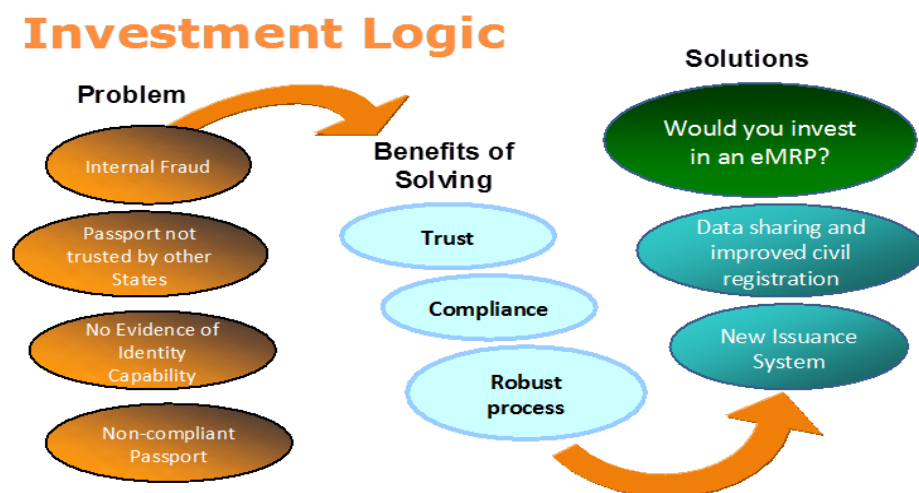 Investment Logic
Problem
Internal Fraud
Passport not
trusted by other
States
No Evidence of
Identity
Capability
Non-compliant
Passport
Benefits of
Solving
Trust
Compliance
Robust
process
Solutions
Would you invest
in an eMRP?
Data sharing and
improved civil
registration
New Issuance
System